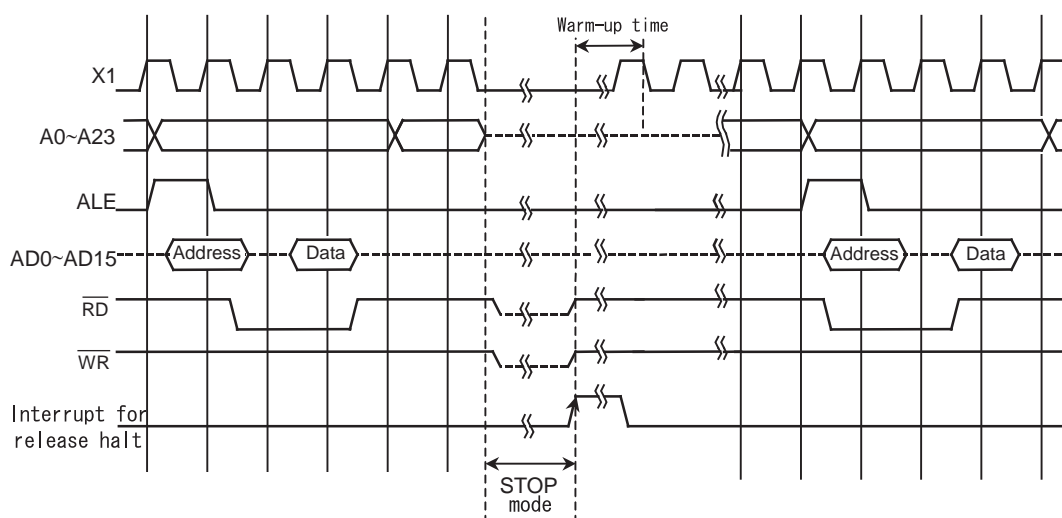 Warm-up time
X1
A0~A23
ALE
AD0~AD15
Address
Data
Address
Data
RD
WR
Interrupt for
release halt
STOP
mode